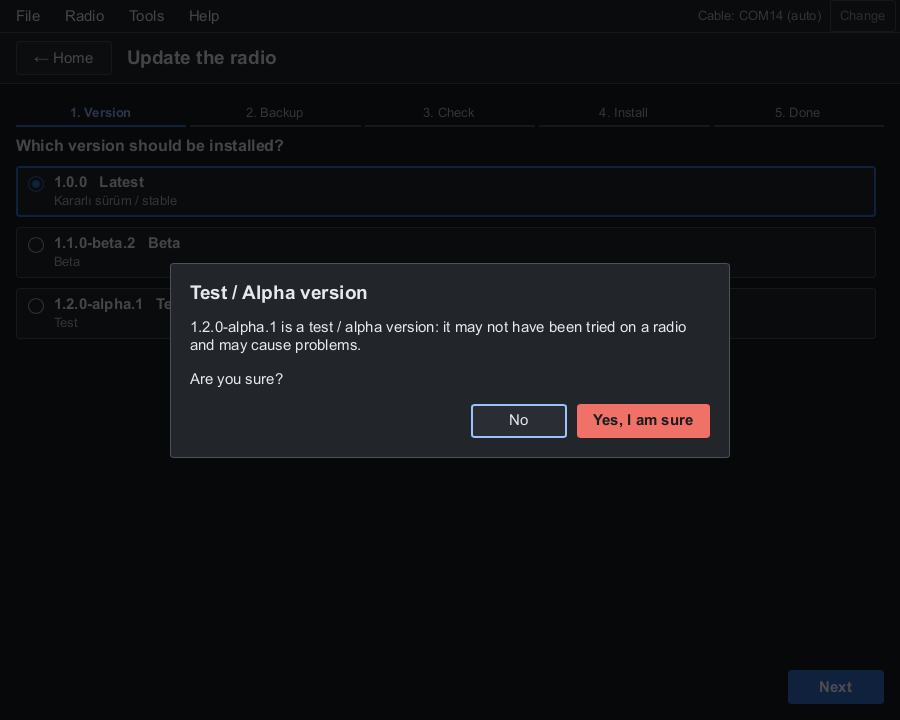 File Radio Tools Help Cable: COM14 (auto) Change
← Home Update the radio
1. Version 2. Backup 3. Check 4. Install 5. Done
Which version should be installed?
1.0.0 Latest
Kararlı sürüm / stable
1.1.0-beta.2 Beta
Beta
1.2.0-alpha.1
Test
Test / Alpha version
1.2.0-alpha.1 is a test / alpha version: it may not have been tried on a radio
and may cause problems.
Are you sure?
No Yes, I am sure
Next